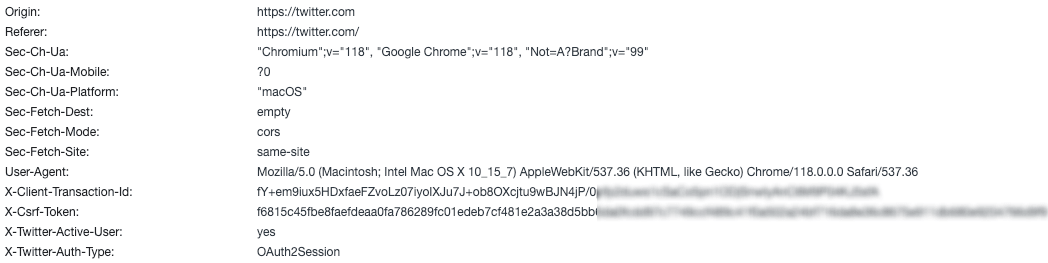 Origin: https://twitter.com
Referer: https://twitter.com/
Sec-Ch-Ua: "Chromium";v="118", "Google Chrome";v="118", "Not=A?Brand";v="99"
Sec-Ch-Ua-Mobile: ?0
Sec-Ch-Ua-Platform: "macOS"
Sec-Fetch-Dest: empty
Sec-Fetch-Mode: cors
Sec-Fetch-Site: same-site
User-Agent: Mozilla/5.0 (Macintosh; Intel Mac OS X 10_15_7) AppleWebKit/537.36 (KHTML, like Gecko) Chrome/118.0.0.0 Safari/537.36
X-Client-Transaction-Id: fY+em9iux5HDxfaeFZvoLz07iyolXJu7J+ob8OXcjtu9wBJN4jP/0
X-Csrf-Token: f6815c45fbe8faefdeaa0fa786289fc01edeb7cf481e2a3a38d5bb
X-Twitter-Active-User: yes
X-Twitter-Auth-Type: OAuth2Session